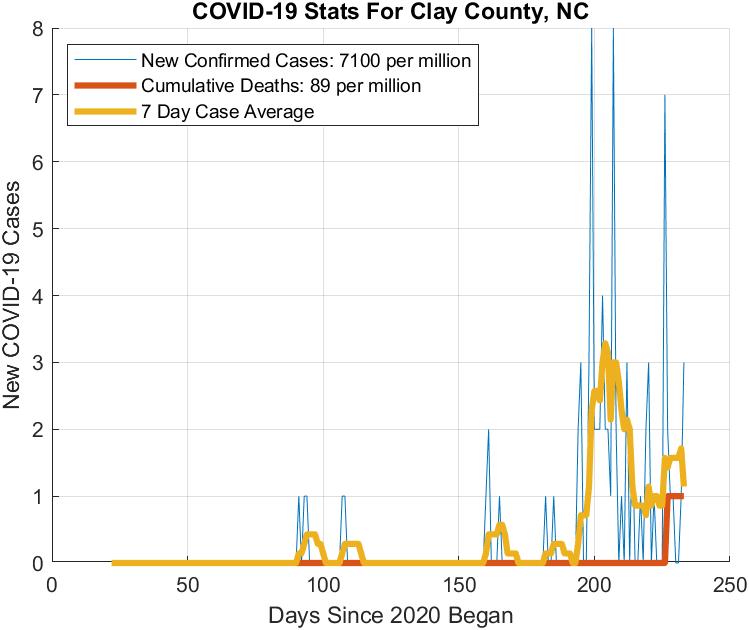 COVID-19 Stats For Clay County, NC
New Confirmed Cases: 7100 per million
Cumulative Deaths: 89 per million
7 Day Case Average
New COVID-19 Cases
8
7
6
5
4
3
2
1
0
0 50 100 150 200 250
Days Since 2020 Began